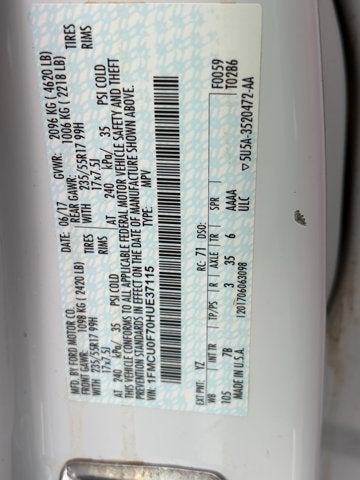 MFD. BY FORD MOTOR CO.
DATE: 06/17 GVWR: 2096 KG ( 4620 LB)
FRONT GAWR: 1098 KG (2420 LB) REAR GAWR: 1006 KG ( 2218 LB)
235/55R17 99H TIRES WITH 235/55R17 99H TIRES
17x7.5J RIMS 17x7.5J RIMS
AT 240 kPa/ 35 PSI COLD AT 240 kPa/ 35 PSI COLD
THIS VEHICLE CONFORMS TO ALL APPLICABLE FEDERAL MOTOR VEHICLE SAFETY AND THEFT
PREVENTION STANDARDS IN EFFECT ON THE DATE OF MANUFACTURE SHOWN ABOVE.
VIN: 1FMCU0F70HUE37115 F0059
TYPE: MPV T0286
EXT PNT: YZ RC: 71 DSO:
WB INT TR TP/PS R AXLE TR SPR
105 7B 3 35 6 AAAA
MADE IN U.S.A. ULC
1201706063098 ▽5U5A-3520472-AA